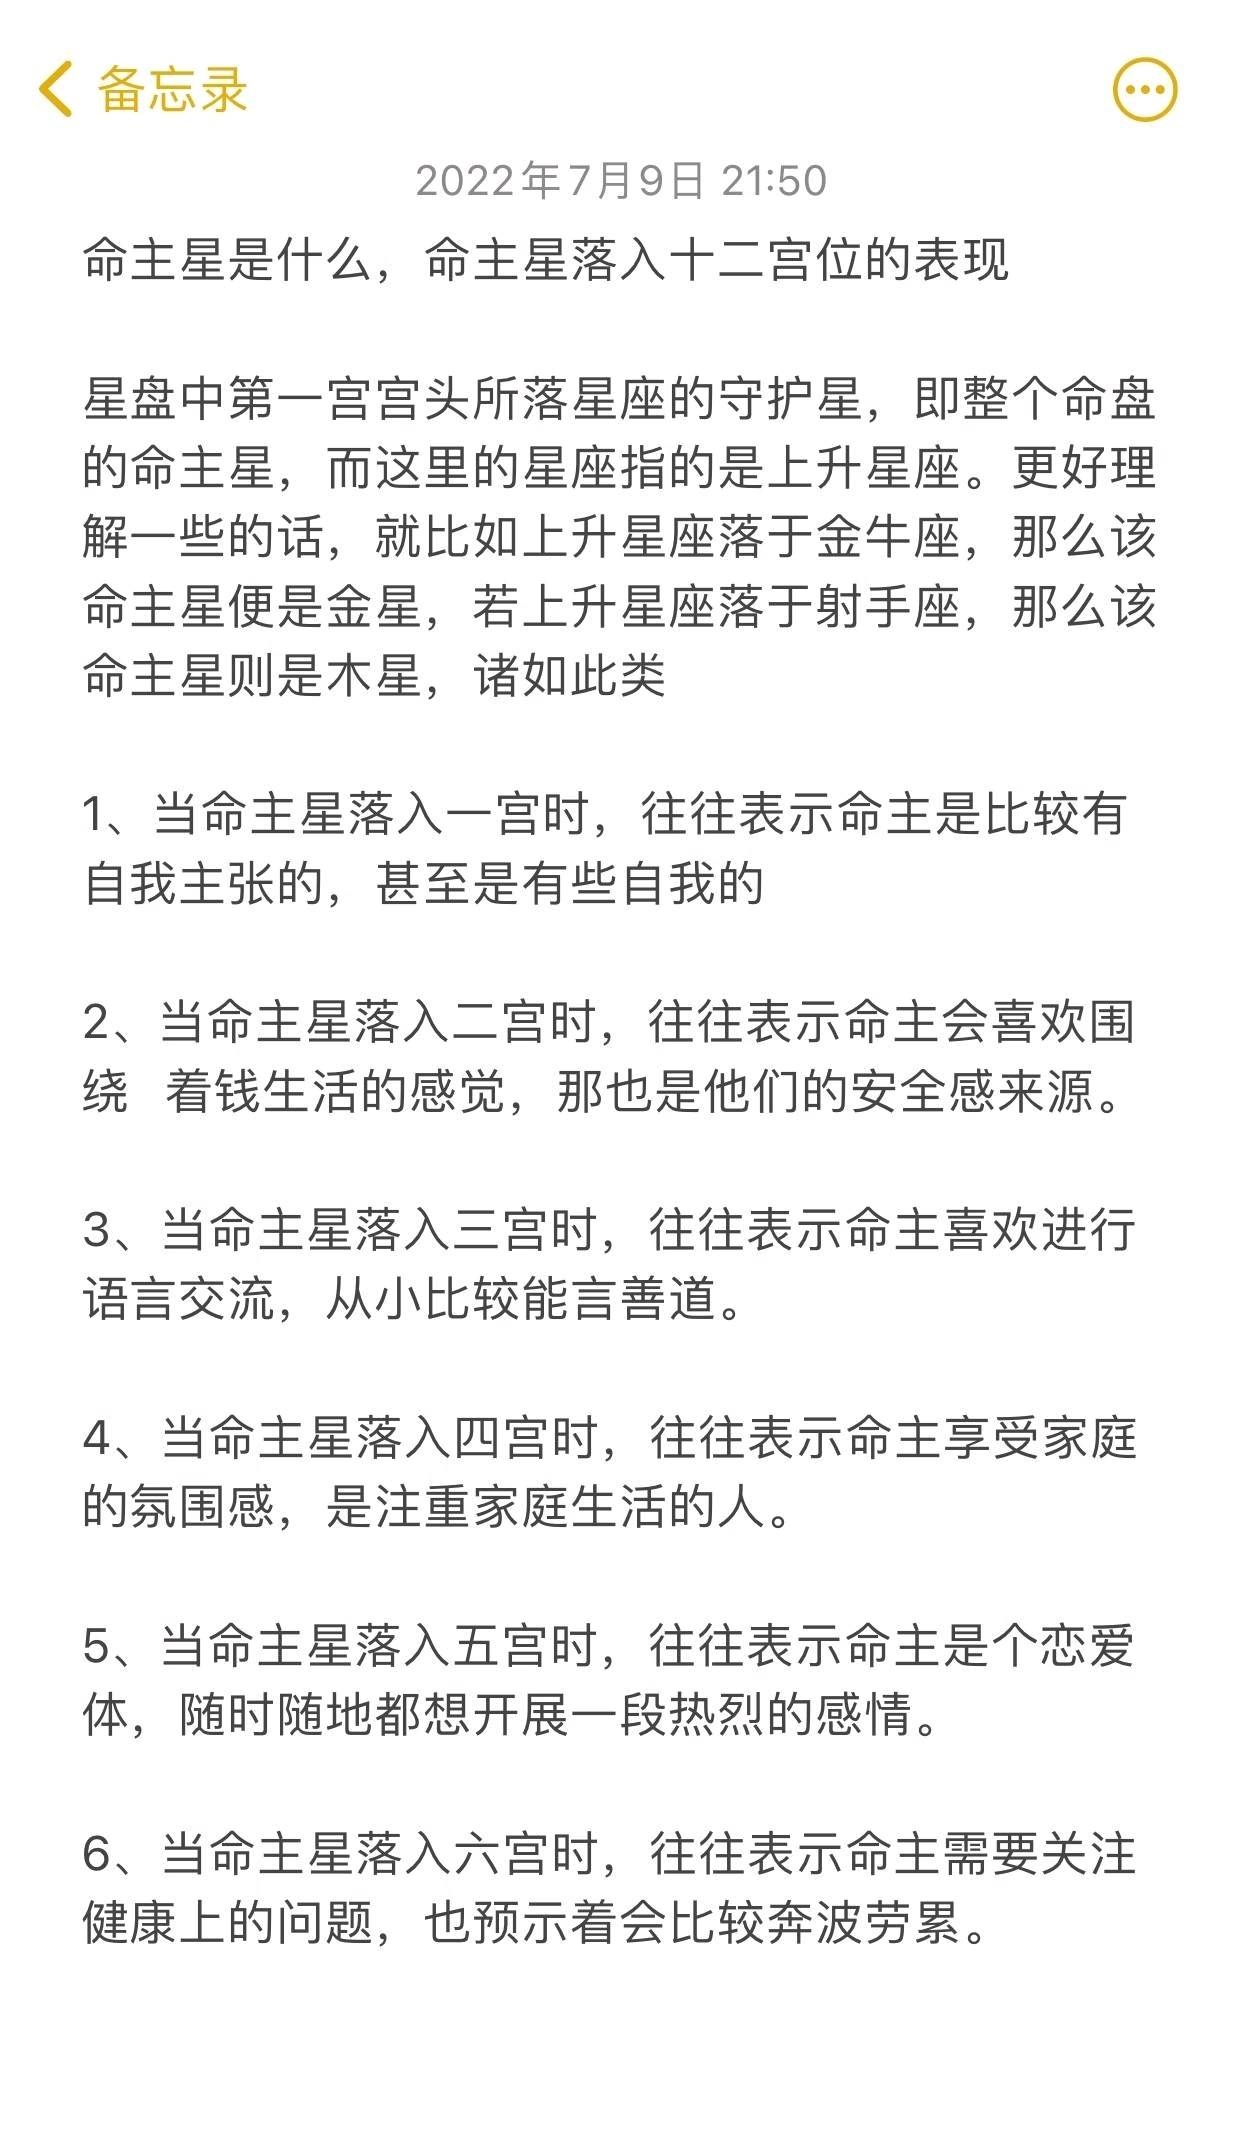 备忘录
2022年7月9日 21:50
命主星是什么，命主星落入十二宫位的表现
星盘中第一宫宫头所落星座的守护星，即整个命盘
的命主星，而这里的星座指的是上升星座。更好理
解一些的话，就比如上升星座落于金牛座，那么该
命主星便是金星，若上升星座落于射手座，那么该
命主星则是木星，诸如此类
1、当命主星落入一宫时，往往表示命主是比较有
自我主张的，甚至是有些自我的
2、当命主星落入二宫时，往往表示命主会喜欢围
绕 着钱生活的感觉，那也是他们的安全感来源。
3、当命主星落入三宫时，往往表示命主喜欢进行
语言交流，从小比较能言善道。
4、当命主星落入四宫时，往往表示命主享受家庭
的氛围感，是注重家庭生活的人。
5、当命主星落入五宫时，往往表示命主是个恋爱
体，随时随地都想开展一段热烈的感情。
6、当命主星落入六宫时，往往表示命主需要关注
健康上的问题，也预示着会比较奔波劳累。